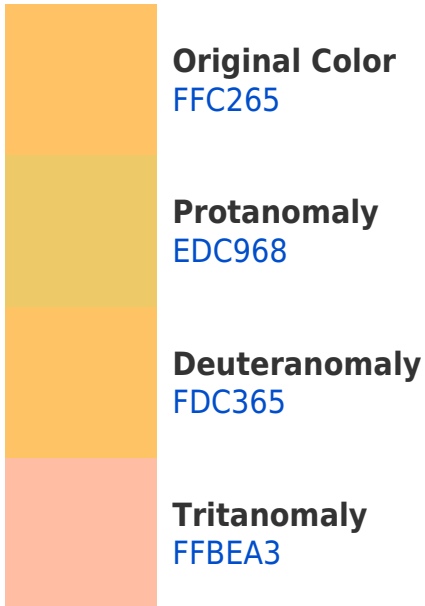 Original Color
FFC265
Protanomaly
EDC968
Deuteranomaly
FDC365
Tritanomaly
FFBEA3